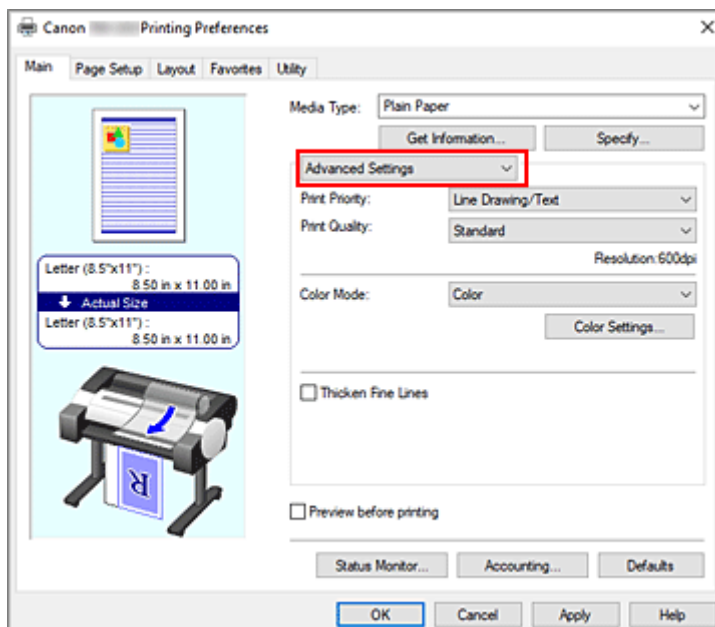 Canon Printing Preferences
Main Page Setup Layout Favorites Utility
Media Type: Plain Paper
Get Information... Specify...
Advanced Settings
Print Priority: Line Drawing/Text
Print Quality: Standard
Resolution:600dpi
Color Mode: Color
Color Settings...
Thicken Fine Lines
Letter (8.5"x11") :
8.50 in x 11.00 in
Actual Size
Letter (8.5"x11") :
8.50 in x 11.00 in
R
Preview before printing
Status Monitor... Accounting... Defaults
OK Cancel Apply Help